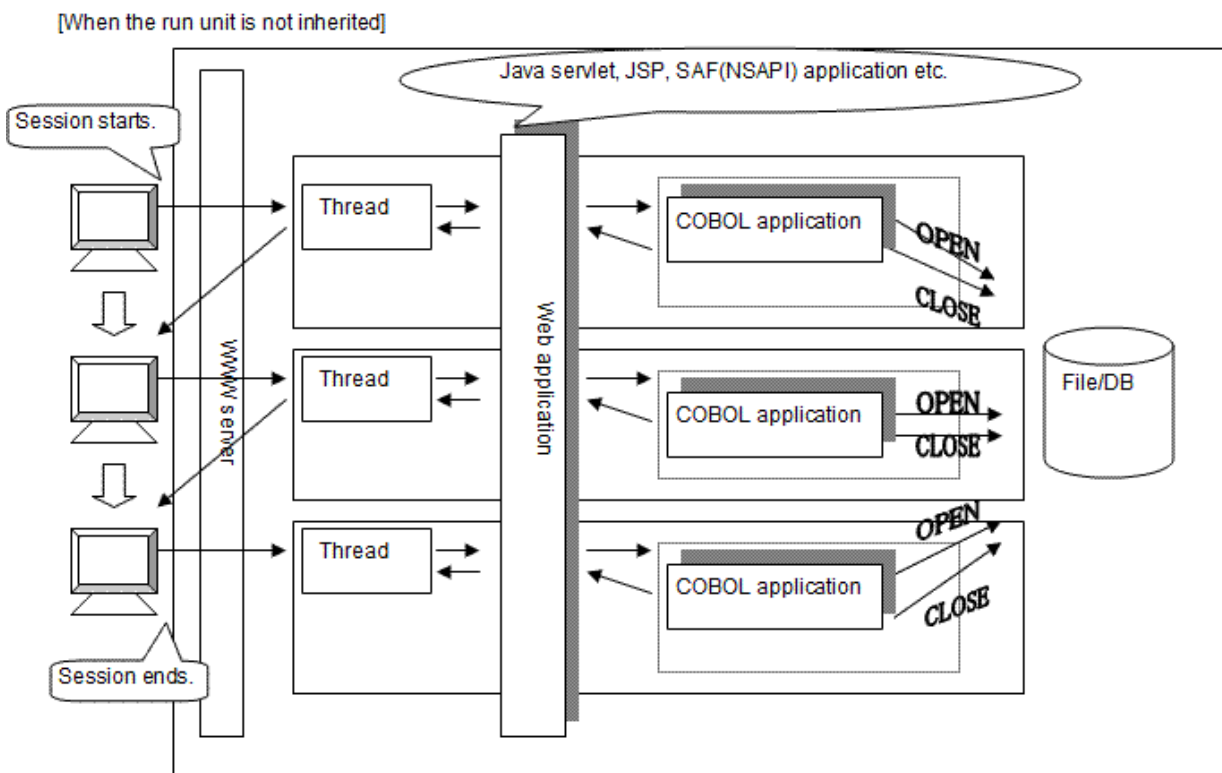 [When the run unit is not inherited]
Java servlet, JSP, SAF(NSAPI) application etc.
Session starts.
Thread
COBOL application
OPEN
CLOSE
WWW server
Web application
Thread
COBOL application
OPEN
CLOSE
File/DB
Thread
COBOL application
OPEN
CLOSE
Session ends.